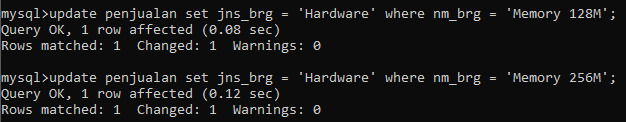 mysql>update penjualan set jns_brg = 'Hardware' where nm_brg = 'Memory 128M';
Query OK, 1 row affected (0.08 sec)
Rows matched: 1  Changed: 1  Warnings: 0
mysql>update penjualan set jns_brg = 'Hardware' where nm_brg = 'Memory 256M';
Query OK, 1 row affected (0.12 sec)
Rows matched: 1  Changed: 1  Warnings: 0